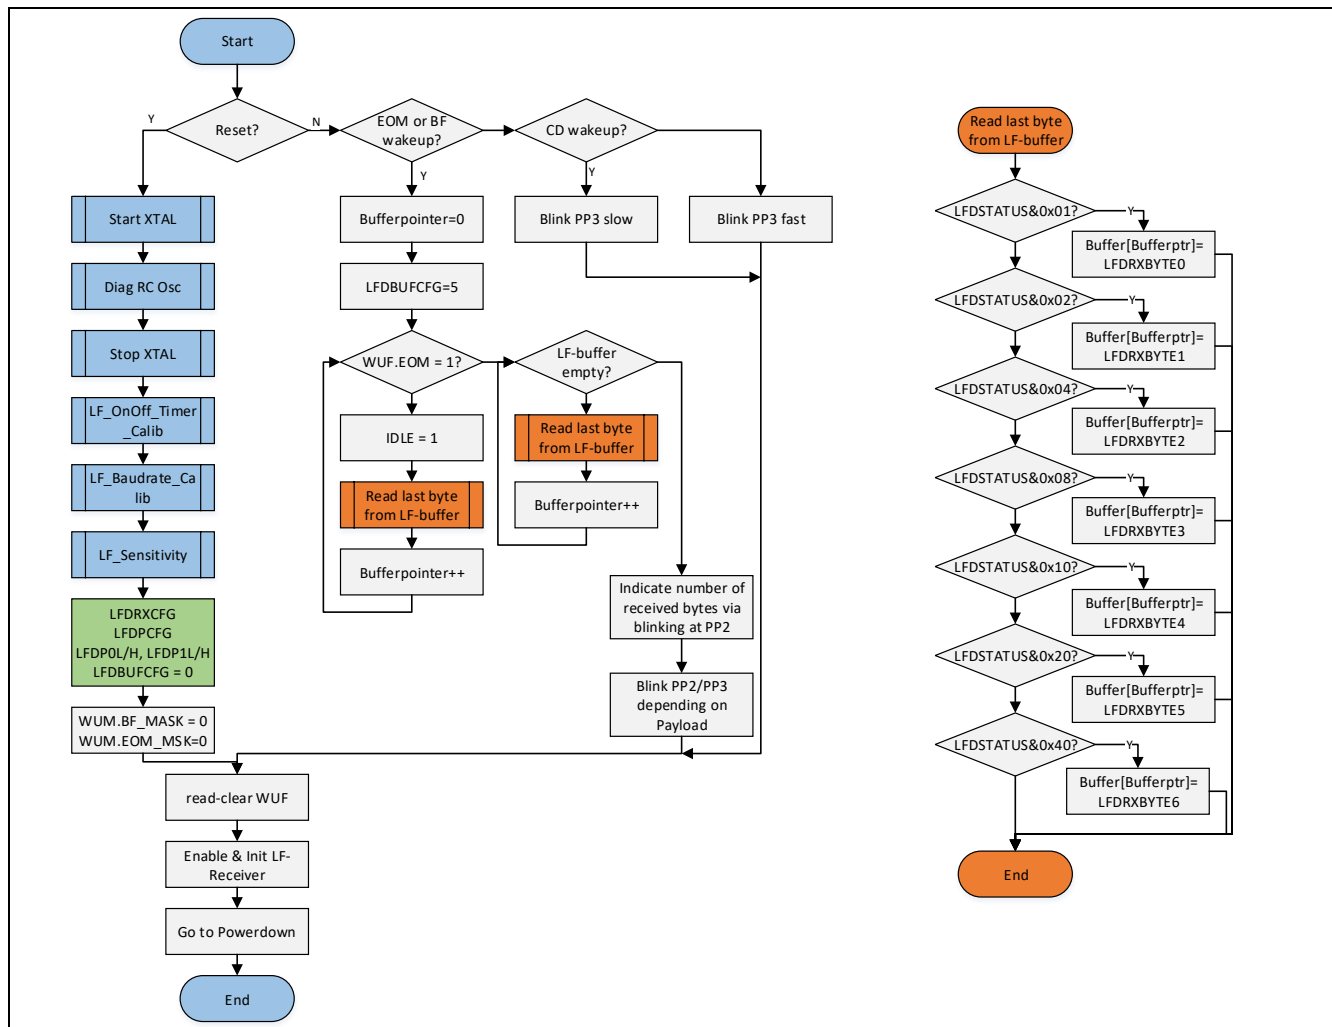 Start
Reset?
Y
N
EOM or BF
wakeup?
Y
CD wakeup?
Y
Start XTAL
Diag RC Osc
Stop XTAL
LF_OnOff_Timer
_Calib
LF_Baudrate_Ca
lib
LF_Sensitivity
LFDRXCFG
LFDPCFG
LFDP0L/H, LFDP1L/H
LFDBUFCFG = 0
WUM.BF_MASK = 0
WUM.EOM_MSK=0
read-clear WUF
Enable & Init LF-
Receiver
Go to Powerdown
End
Bufferpointer=0
LFDBUFCFG=5
WUF.EOM = 1?
IDLE = 1
Read last byte
from LF-buffer
Bufferpointer++
Blink PP3 slow
LF-buffer
empty?
Read last byte
from LF-buffer
Bufferpointer++
Blink PP3 fast
Indicate number of
received bytes via
blinking at PP2
Blink PP2/PP3
depending on
Payload
Read last byte
from LF-buffer
LFDSTATUS&0x01?
Y
Buffer[Bufferptr]=
LFDRXBYTE0
LFDSTATUS&0x02?
Y
Buffer[Bufferptr]=
LFDRXBYTE1
LFDSTATUS&0x04?
Y
Buffer[Bufferptr]=
LFDRXBYTE2
LFDSTATUS&0x08?
Y
Buffer[Bufferptr]=
LFDRXBYTE3
LFDSTATUS&0x10?
Y
Buffer[Bufferptr]=
LFDRXBYTE4
LFDSTATUS&0x20?
Y
Buffer[Bufferptr]=
LFDRXBYTE5
LFDSTATUS&0x40?
Y
Buffer[Bufferptr]=
LFDRXBYTE6
End